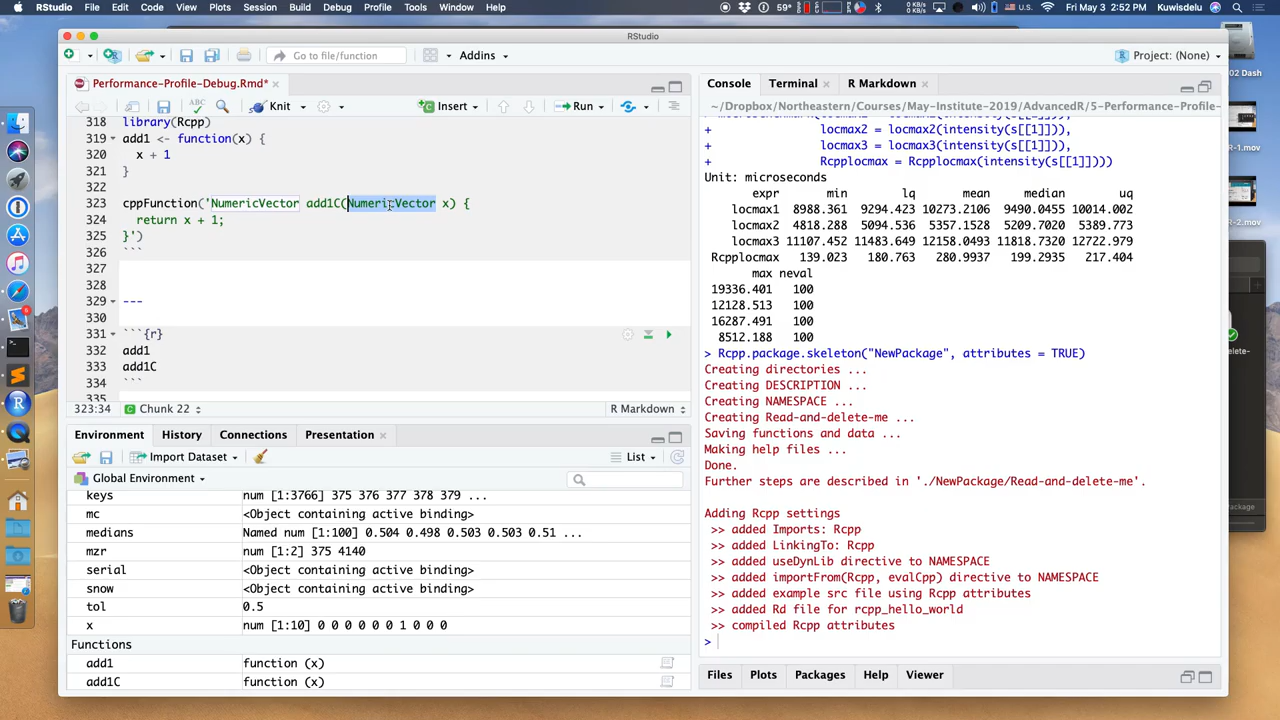 RStudio File Edit Code View Plots Session Build Debug Profile Tools Window Help 59° U.S. Fri May 3 2:52 PM Kuwisdelu
RStudio
Go to file/function Addins Project: (None)
Performance-Profile-Debug.Rmd*
ABC Knit Insert Run
318 library(Rcpp)
319 add1 <- function(x) {
320 x + 1
321 }
322
323 cppFunction('NumericVector add1C(NumericVector x) {
324 return x + 1;
325 }')
326 ```
327
328
329 ---
330
331 ```{r}
332 add1
333 add1C
334 ```
335
323:34 Chunk 22 R Markdown
Environment History Connections Presentation
Import Dataset List
Global Environment
keys num [1:3766] 375 376 377 378 379 ...
mc <Object containing active binding>
medians Named num [1:100] 0.504 0.498 0.503 0.503 0.51 ...
mzr num [1:2] 375 4140
serial <Object containing active binding>
snow <Object containing active binding>
tol 0.5
x num [1:10] 0 0 0 0 0 0 1 0 0 0
Functions
add1 function (x)
add1C function (x)
Console Terminal R Markdown
~/Dropbox/Northeastern/Courses/May-Institute-2019/AdvancedR/5-Performance-Profile-
+ locmax2 = locmax2(intensity(s[[1]])),
+ locmax3 = locmax3(intensity(s[[1]])),
+ Rcpplocmax = Rcpplocmax(intensity(s[[1]])))
Unit: microseconds
expr min lq mean median uq
locmax1 8988.361 9294.423 10273.2106 9490.0455 10014.002
locmax2 4818.288 5094.536 5357.1528 5209.7020 5389.773
locmax3 11107.452 11483.649 12158.0493 11818.7320 12722.979
Rcpplocmax 139.023 180.763 280.9937 199.2935 217.404
max neval
19336.401 100
12128.513 100
16287.491 100
8512.188 100
> Rcpp.package.skeleton("NewPackage", attributes = TRUE)
Creating directories ...
Creating DESCRIPTION ...
Creating NAMESPACE ...
Creating Read-and-delete-me ...
Saving functions and data ...
Making help files ...
Done.
Further steps are described in './NewPackage/Read-and-delete-me'.
Adding Rcpp settings
>> added Imports: Rcpp
>> added LinkingTo: Rcpp
>> added useDynLib directive to NAMESPACE
>> added importFrom(Rcpp, evalCpp) directive to NAMESPACE
>> added example src file using Rcpp attributes
>> added Rd file for rcpp_hello_world
>> compiled Rcpp attributes
>
Files Plots Packages Help Viewer
02 Dash
R-1.mov
R-2.mov